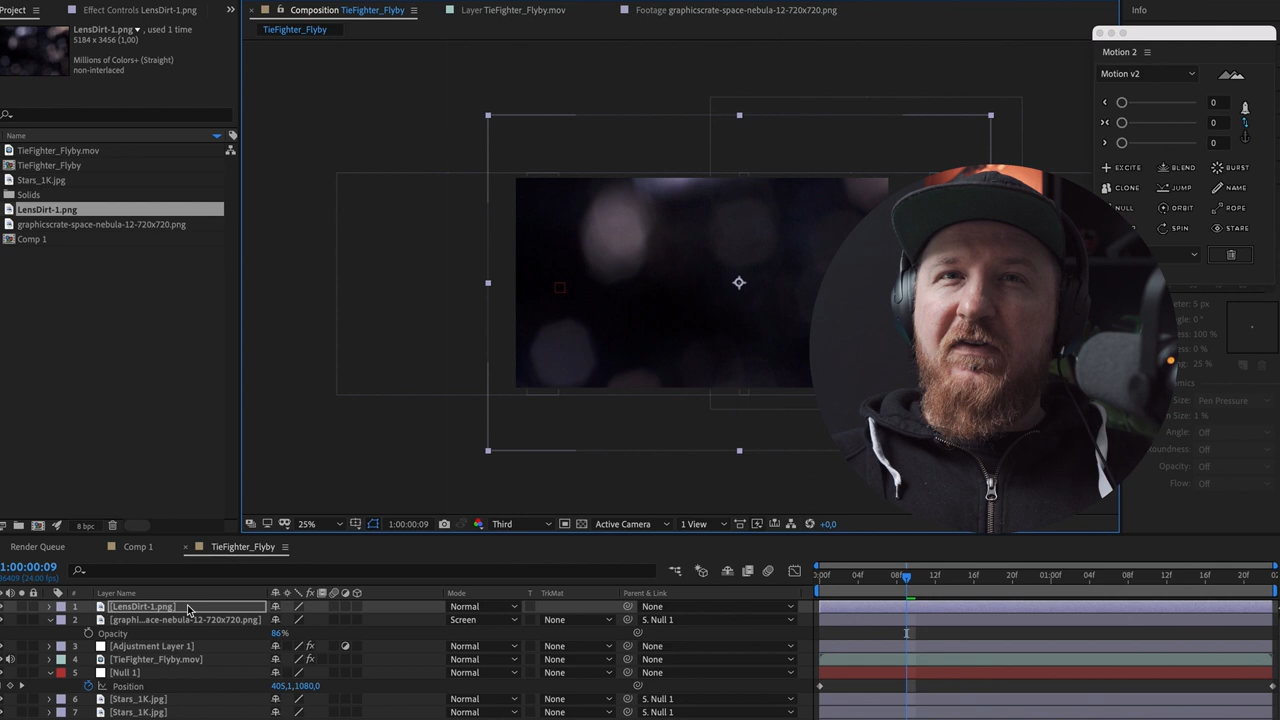 Project
Effect Controls LensDirt-1.png
Composition TieFighter_Flyby
Layer TieFighter_Flyby.mov
Footage graphicscrate-space-nebula-12-720x720.png
Info
LensDirt-1.png , used 1 time
5184 x 3456 (1,00)
Millions of Colors+ (Straight)
non-interlaced
TieFighter_Flyby
Motion 2
Motion v2
0
0
0
EXCITE BLEND BURST
CLONE JUMP NAME
NULL ORBIT ROPE
SPIN STARE
Name
TieFighter_Flyby.mov
TieFighter_Flyby
Stars_1K.jpg
Solids
LensDirt-1.png
graphicscrate-space-nebula-12-720x720.png
Comp 1
5 px
0 °
100 %
0 %
25 %
Size: Pen Pressure
Size: 1 %
Angle: Off
Off
Opacity: Off
Flow: Off
8 bpc
25%
1:00:00:09
Third
Active Camera
1 View
+0,0
Render Queue
Comp 1
TieFighter_Flyby
1:00:00:09
(24.00 fps)
# Layer Name Mode T TrkMat Parent & Link
04f 08f 12f 16f 20f 01:00f 04f 08f 12f 16f 20f
1 [LensDirt-1.png] Normal None
2 [graphi...ace-nebula-12-720x720.png] Screen None 5. Null 1
Opacity 86%
3 [Adjustment Layer 1] Normal None None
4 [TieFighter_Flyby.mov] Normal None None
5 [Null 1] Normal None None
Position 405,1,1080,0
6 [Stars_1K.jpg] Normal None 5. Null 1
7 [Stars_1K.jpg] Normal None 5. Null 1